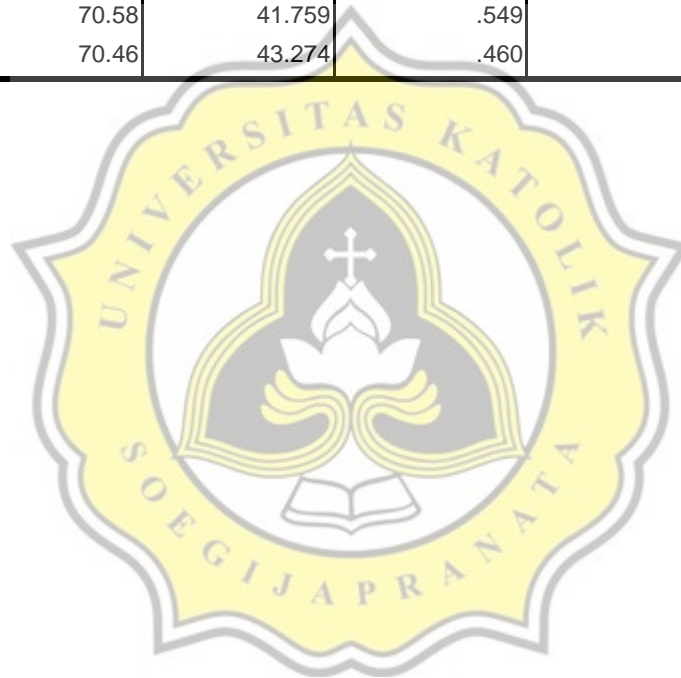 70.58 41.759 .549
70.46 43.274 .460
UNIVERSITAS KATOLIK
SOEGIJAPRANATA